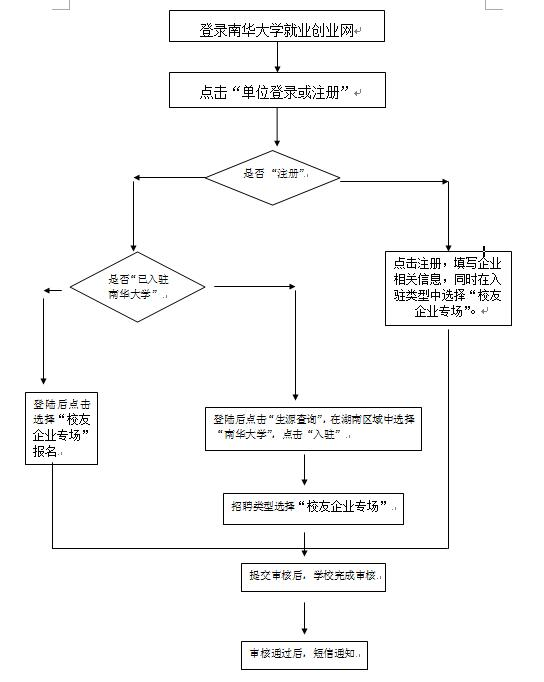 登录南华大学就业创业网
点击“单位登录或注册”
是否 “注册”
是否“已入驻
南华大学”
点击注册，填写企业
相关信息，同时在入
驻类型中选择“校友
企业专场”。
登陆后点击
选择“校友
企业专场”
报名
登陆后点击“生源查询”，在湖南区域中选择
“南华大学”，点击“入驻”
招聘类型选择“校友企业专场”
提交审核后，学校完成审核
审核通过后，短信通知